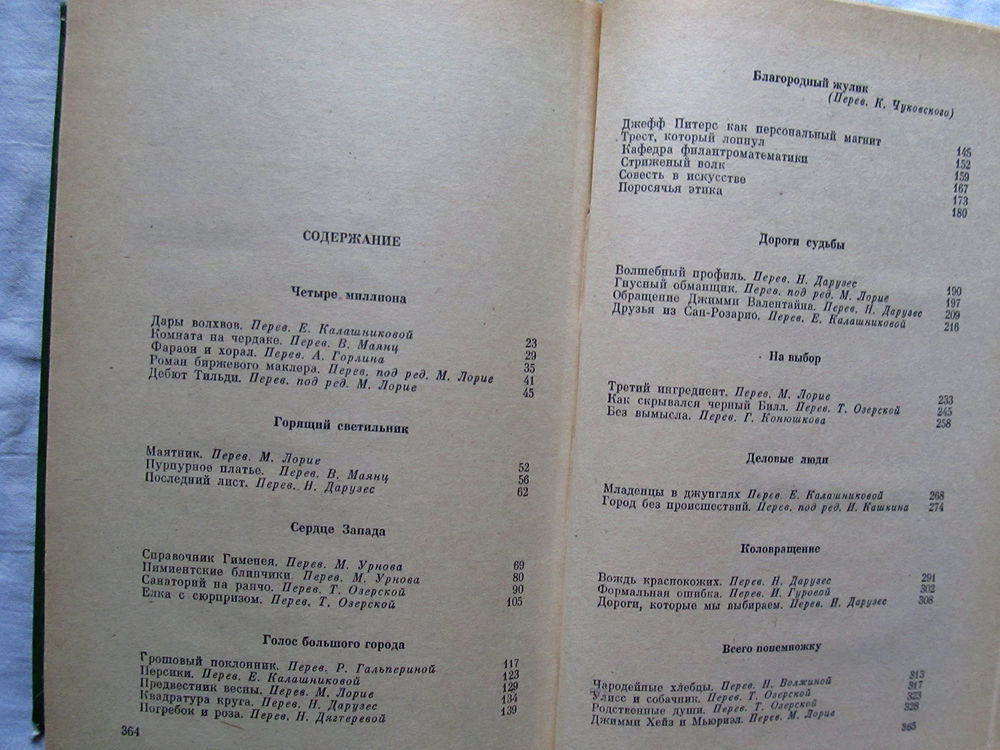 СОДЕРЖАНИЕ
Четыре миллиона
Дары волхвов. Перев. Е. Калашниковой 23
Комната на чердаке. Перев. В. Маянц 29
Фараон и хорал. Перев. А. Горлина 35
Роман биржевого маклера. Перев. под ред. М. Лорие 41
Дебют Тильди. Перев. под ред. М. Лорие 45
Горящий светильник
Маятник. Перев. М. Лорие 52
Пурпурное платье. Перев. В. Маянц 56
Последний лист. Перев. Н. Дарузес 62
Сердце Запада
Справочник Гименея. Перев. М. Урнова 69
Пимиентские блинчики. Перев. М. Урнова 80
Санаторий на ранчо. Перев. Т. Озерской 90
Елка с сюрпризом. Перев. Т. Озерской 105
Голос большого города
Грошовый поклонник. Перев. Р. Гальпериной 117
Персики. Перев. Е. Калашниковой 123
Предвестник весны. Перев. М. Лорие 129
Квадратура круга. Перев. Н. Дарузес 134
Погребок и роза. Перев. Н. Дягтеревой 139
364
Благородный жулик
(Перев. К. Чуковского)
Джефф Питерс как персональный магнит 145
Трест, который лопнул 152
Кафедра филантроматематики 159
Стриженый волк 167
Совесть в искусстве 173
Поросячья этика 180
Дороги судьбы
Волшебный профиль. Перев. Н. Дарузес 190
Гнусный обманщик. Перев. под ред. М. Лорие 197
Обращение Джимми Валентайна. Перев. Н. Дарузес 209
Друзья из Сан-Розарио. Перев. Е. Калашниковой 216
На выбор
Третий ингредиент. Перев. М. Лорие 233
Как скрывался черный Билл. Перев. Т. Озерской 245
Без вымысла. Перев. Г. Конюшкова 258
Деловые люди
Младенцы в джунглях Перев. Е. Калашниковой 268
Город без происшествий. Перев. под ред. И. Кашкина 274
Коловращение
Вождь краснокожих. Перев. Н. Дарузес 291
Формальная ошибка. Перев. И. Гуровой 302
Дороги, которые мы выбираем. Перев. Н. Дарузес 308
Всего понемножку
Чародейные хлебцы. Перев. Н. Волжиной 313
Улисс и собачник. Перев. Т. Озерской 317
Родственные души. Перев. Т. Озерской 323
Джимми Хейз и Мьюриэл. Перев. М. Лорие 328
365